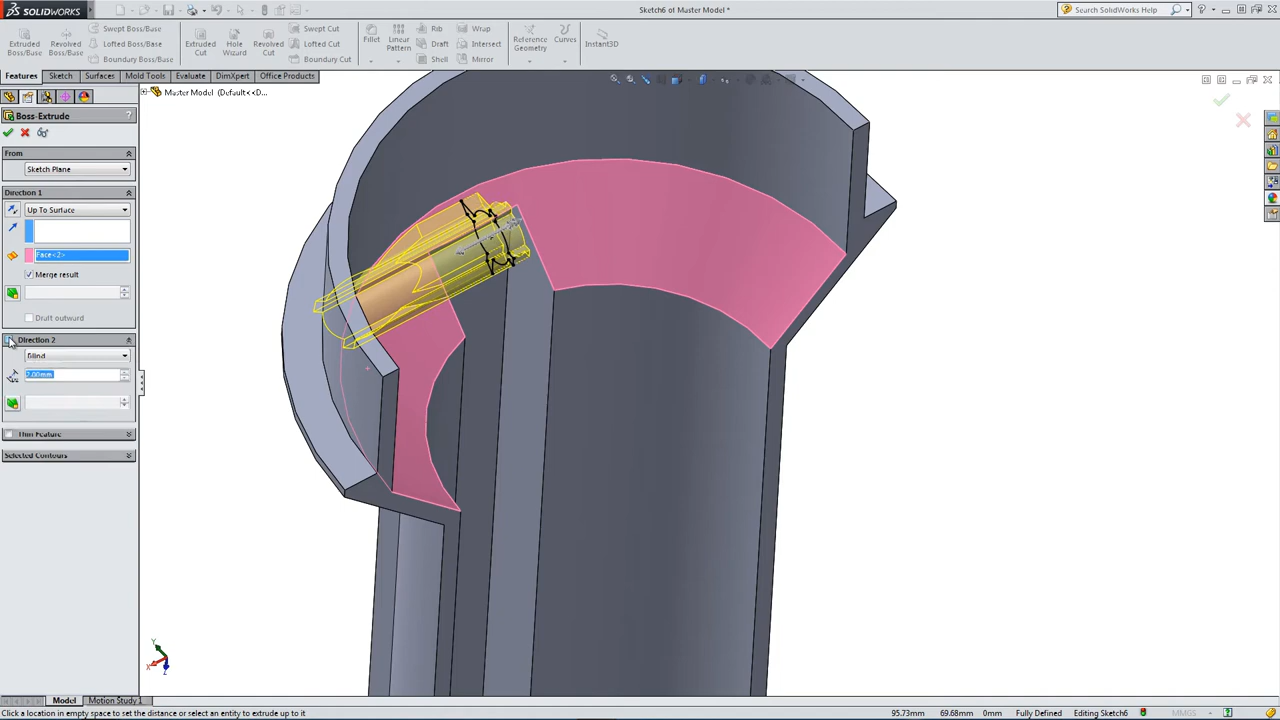 SOLIDWORKS
Sketch6 of Master Model *
Search SolidWorks Help
Extruded Boss/Base
Revolved Boss/Base
Swept Boss/Base
Lofted Boss/Base
Boundary Boss/Base
Extruded Cut
Hole Wizard
Revolved Cut
Swept Cut
Lofted Cut
Boundary Cut
Fillet
Linear Pattern
Rib
Draft
Shell
Wrap
Intersect
Mirror
Reference Geometry
Curves
Instant3D
Features
Sketch
Surfaces
Mold Tools
Evaluate
DimXpert
Office Products
Master Model (Default<<D...
Boss-Extrude
?
From
Sketch Plane
Direction 1
Up To Surface
Face<2>
Merge result
Draft outward
Direction 2
Blind
Thin Feature
Selected Contours
Y
X
Z
Model
Motion Study 1
Click a location in empty space to set the distance or select an entity to extrude up to it
95.73mm
69.68mm
0mm
Fully Defined
Editing Sketch6
MMGS